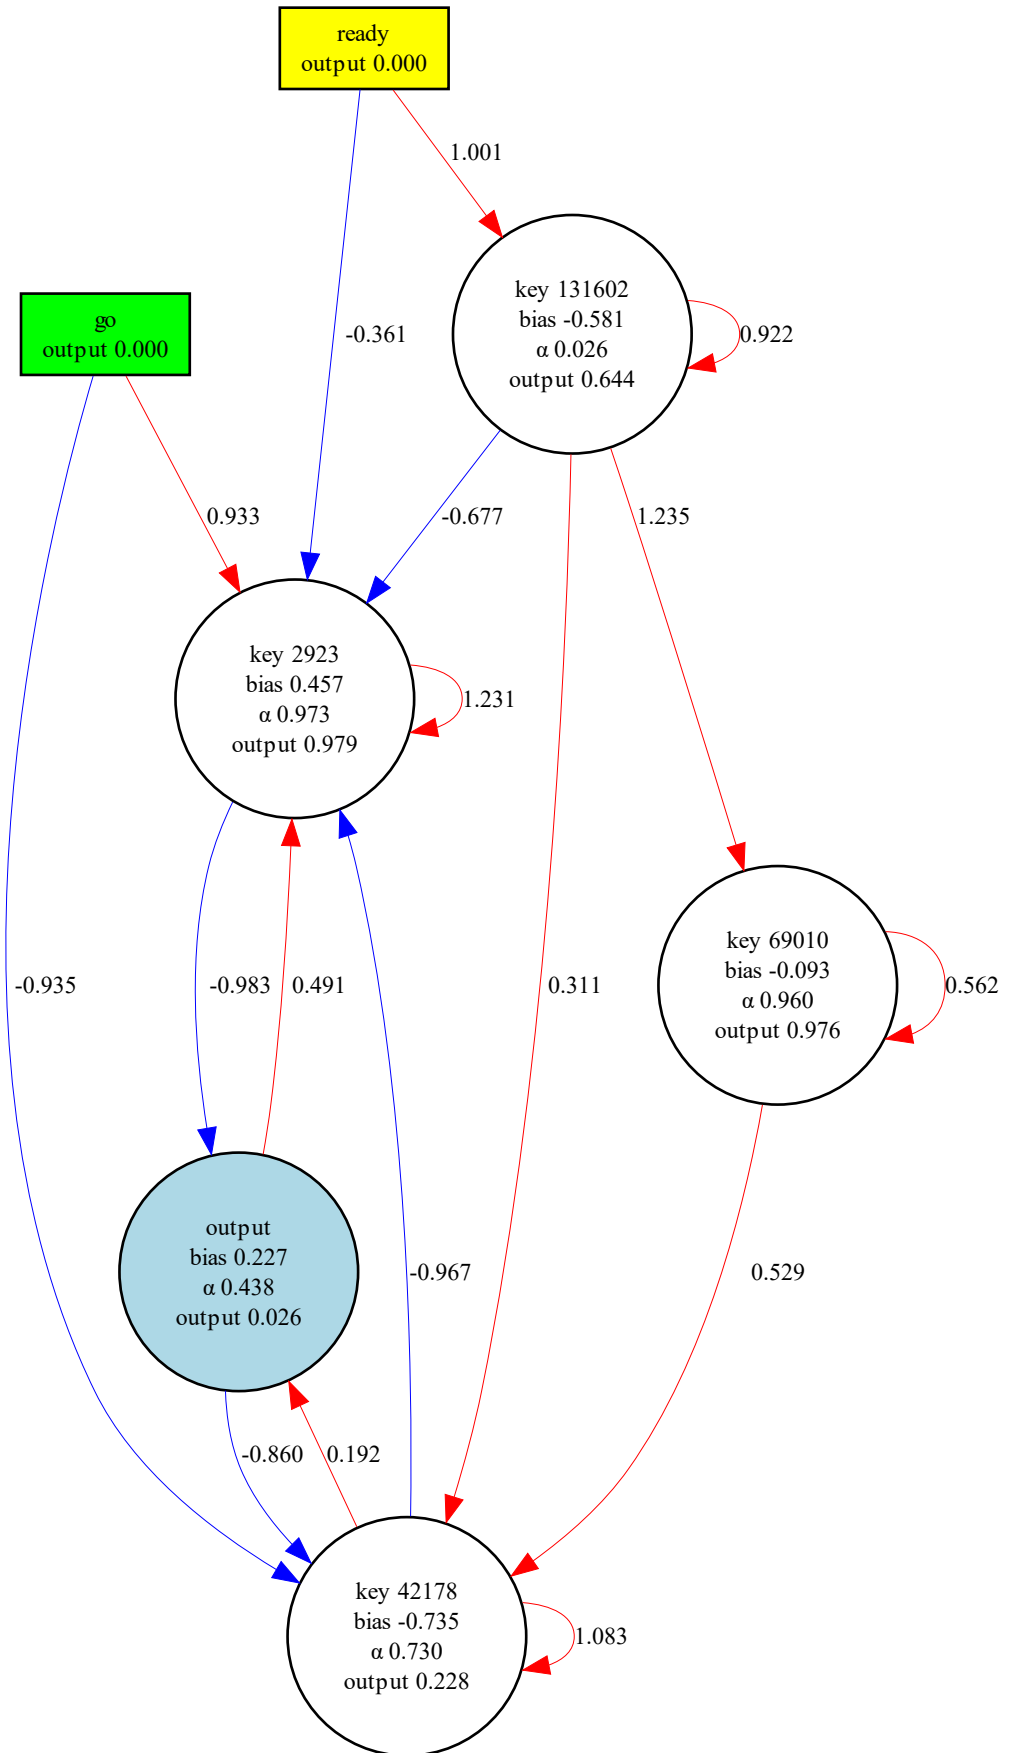 ready
output 0.000
1.001
key 131602
bias -0.581
α 0.026
output 0.644
0.922
go
output 0.000
-0.361
0.933
-0.677
1.235
key 2923
bias 0.457
α 0.973
output 0.979
1.231
key 69010
bias -0.093
α 0.960
output 0.976
0.562
-0.935
-0.983
0.491
0.311
output
bias 0.227
α 0.438
output 0.026
-0.967
0.529
-0.860
0.192
key 42178
bias -0.735
α 0.730
output 0.228
1.083